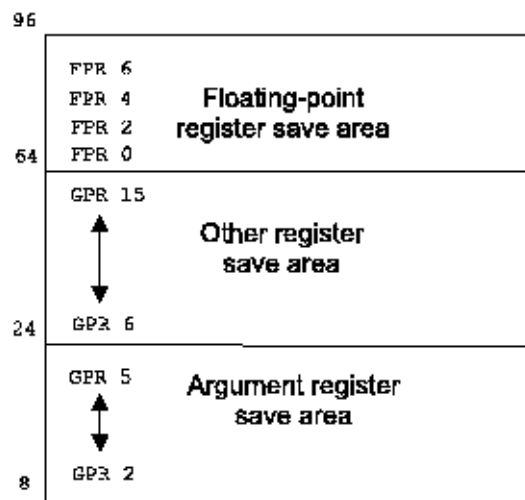 96
FPR 6
FPR 4
FPR 2
FPR 0
Floating-point
register save area
64
GPR 15
Other register
save area
GPR 6
24
GPR 5
Argument register
save area
GPR 2
8